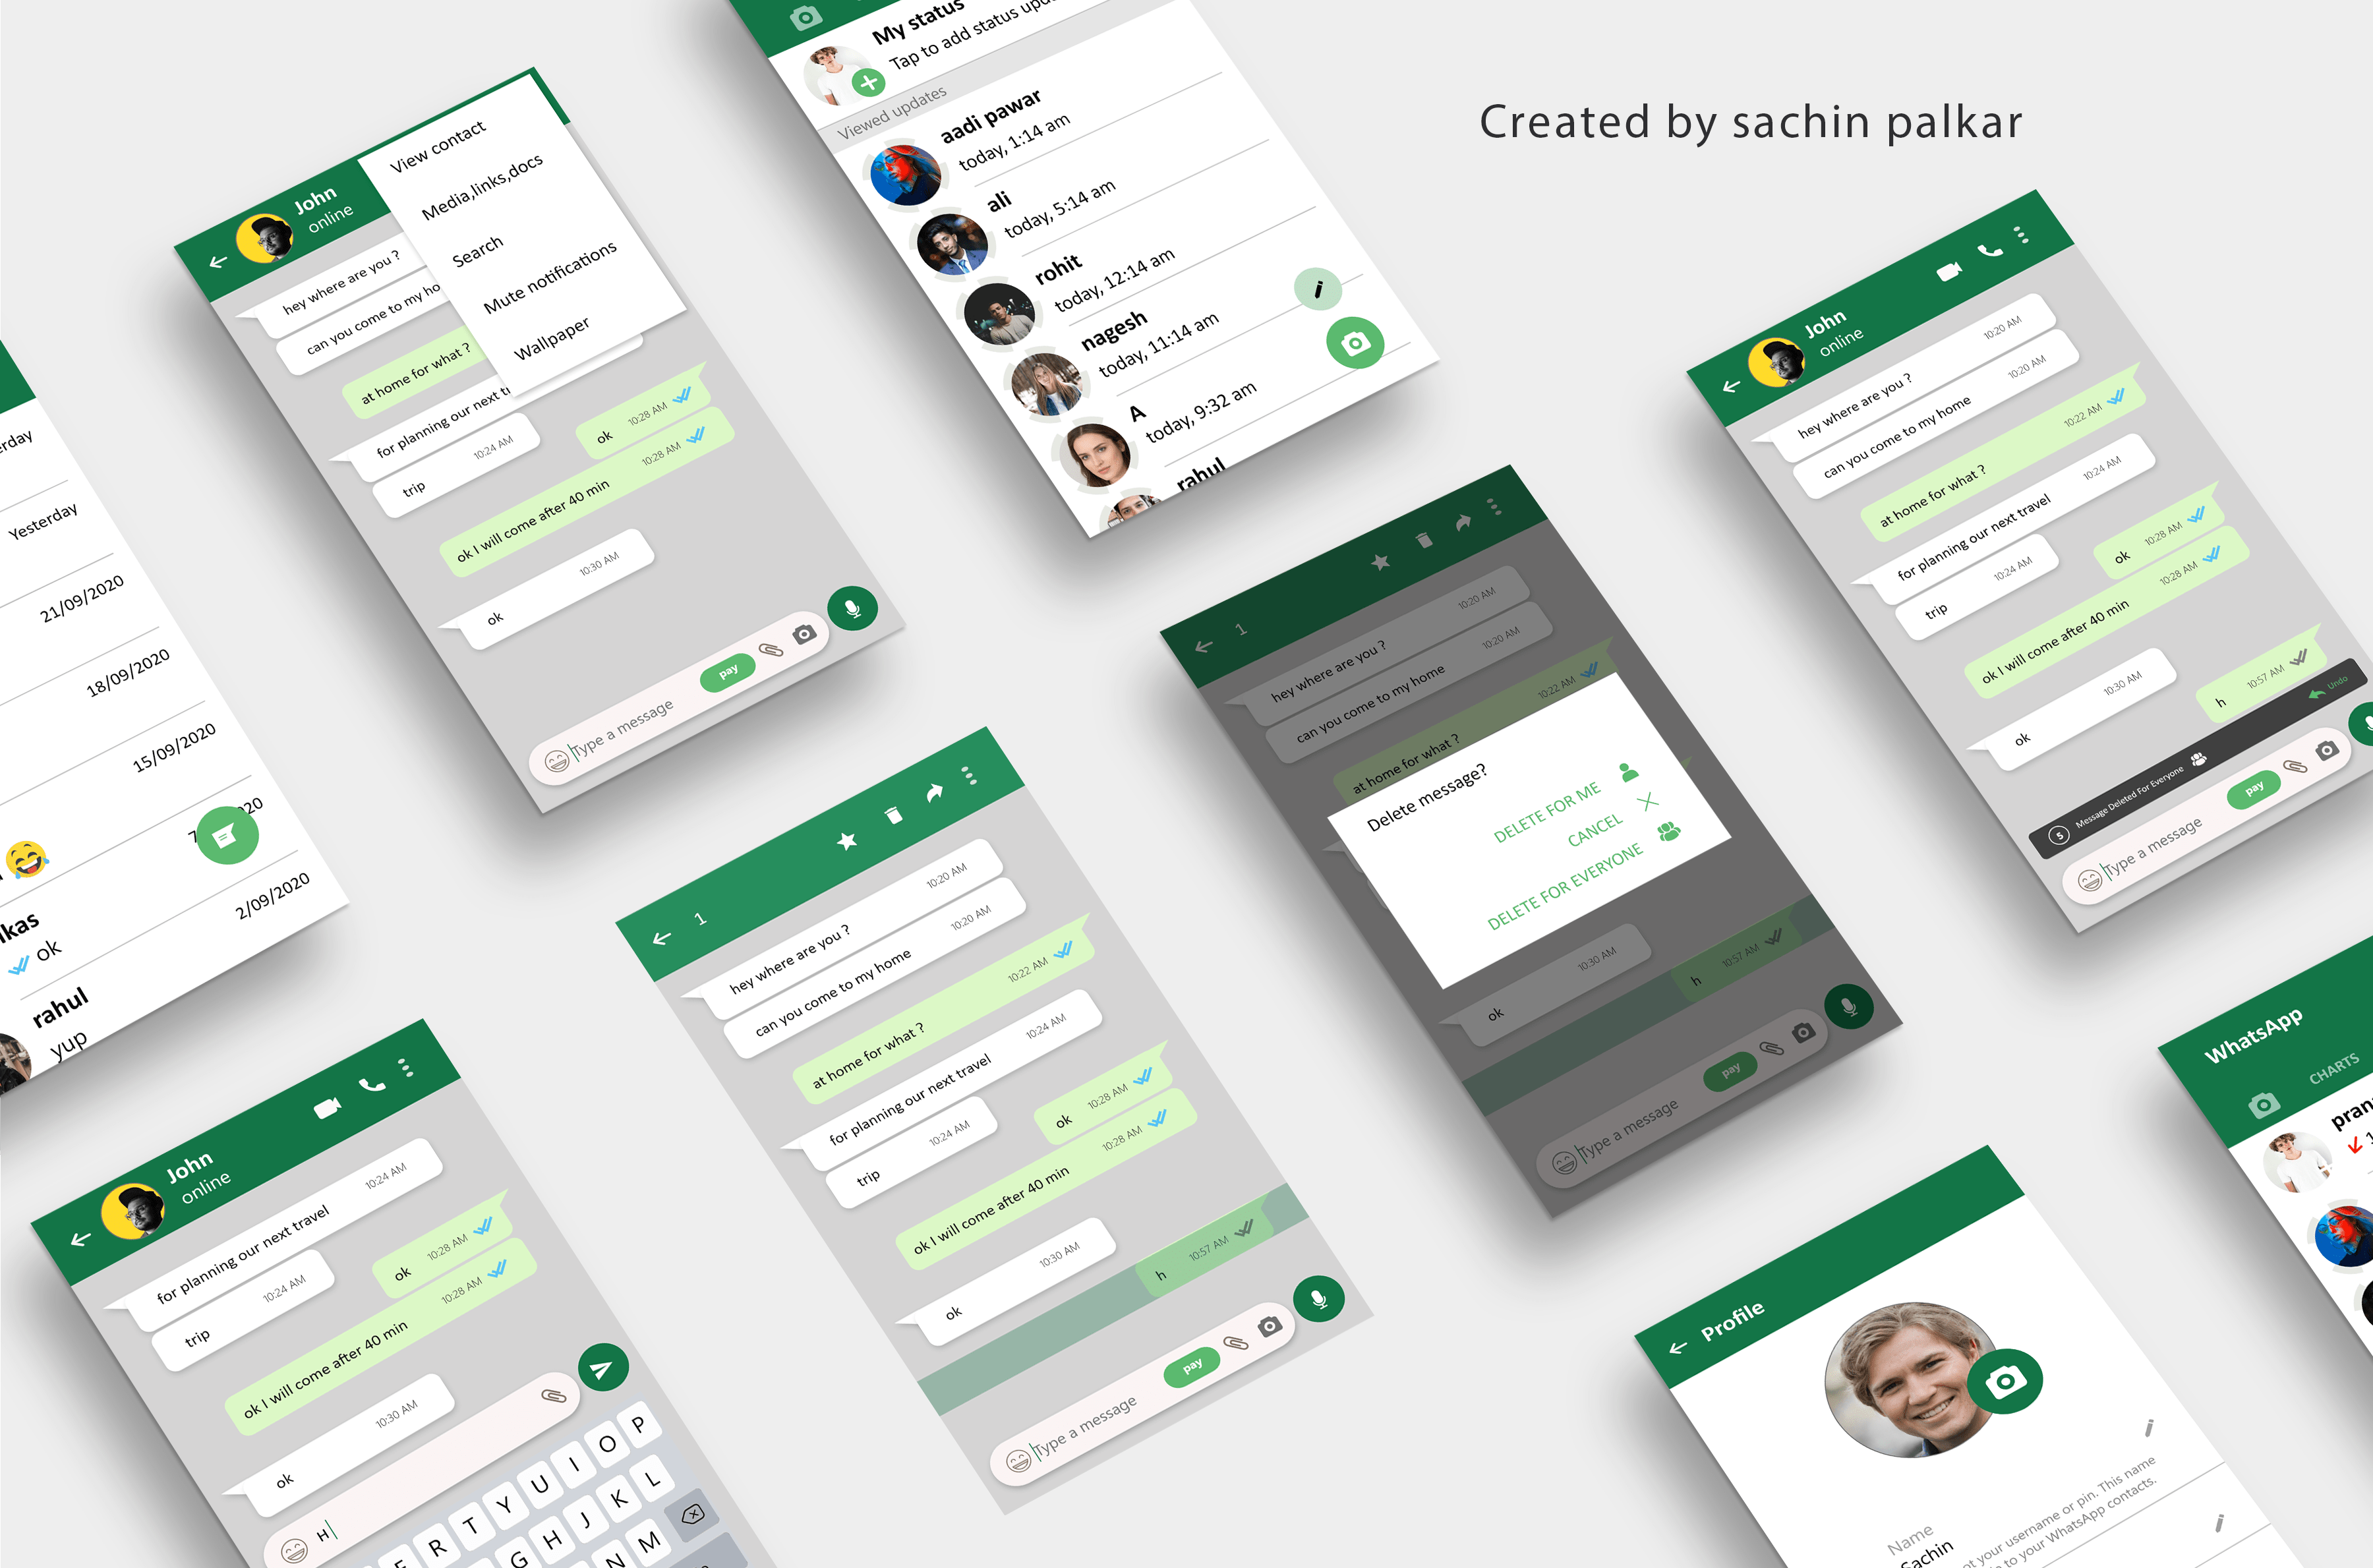 Created by sachin palkar
My status
Tap to add status
Viewed updates
aadi pawar
today, 1:14 am
ali
today, 5:14 am
rohit
today, 12:14 am
nagesh
today, 11:14 am
A
today, 9:32 am
rahul
John
online
View contact
Media,links,docs
Search
Mute notifications
Wallpaper
hey where are you ?
can you come to my
at home for what ?
for planning our next
trip
10:24 AM
ok
10:28 AM
ok I will come after 40 min
10:28 AM
ok
10:30 AM
Type a message
pay
Yesterday
21/09/2020
18/09/2020
15/09/2020
2/09/2020
ok
rahul
yup
John
online
hey where are you ?
10:20 AM
can you come to my home
10:20 AM
at home for what ?
10:22 AM
for planning our next travel
10:24 AM
trip
10:24 AM
ok
10:28 AM
ok I will come after 40 min
10:28 AM
ok
10:30 AM
h
10:57 AM
5 Message Deleted For Everyone
Undo
Type a message
pay
1
hey where are you ?
10:20 AM
can you come to my home
10:20 AM
at home for what ?
10:22 AM
Delete message?
DELETE FOR ME
CANCEL
DELETE FOR EVERYONE
ok
10:30 AM
h
10:57 AM
Type a message
pay
1
hey where are you ?
10:20 AM
can you come to my home
10:20 AM
at home for what ?
10:22 AM
for planning our next travel
10:24 AM
trip
10:24 AM
ok
10:28 AM
ok I will come after 40 min
10:28 AM
ok
10:30 AM
h
10:57 AM
Type a message
pay
John
online
for planning our next travel
10:24 AM
trip
10:24 AM
ok
10:28 AM
ok I will come after 40 min
10:28 AM
ok
10:30 AM
H
E R T Y U I O P
G H J K L
N M
WhatsApp
CHARTS
Profile
Name
Sachin
your username or pin. This name
to your WhatsApp contacts.